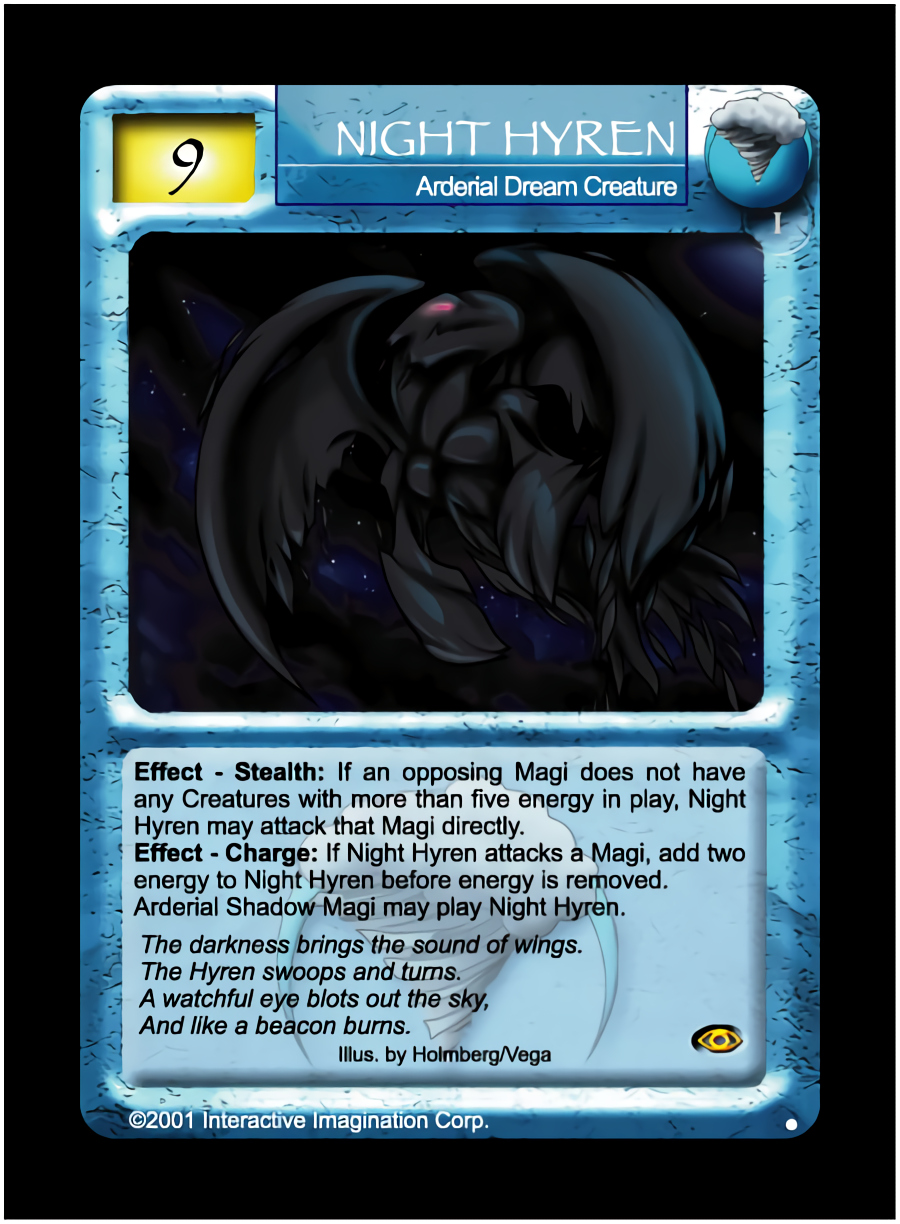 9
NIGHT HYREN
Arderial Dream Creature
I
Effect - Stealth: If an opposing Magi does not have
any Creatures with more than five energy in play, Night
Hyren may attack that Magi directly.
Effect - Charge: If Night Hyren attacks a Magi, add two
energy to Night Hyren before energy is removed.
Arderial Shadow Magi may play Night Hyren.
The darkness brings the sound of wings.
The Hyren swoops and turns.
A watchful eye blots out the sky,
And like a beacon burns.
Illus. by Holmberg/Vega
©2001 Interactive Imagination Corp.